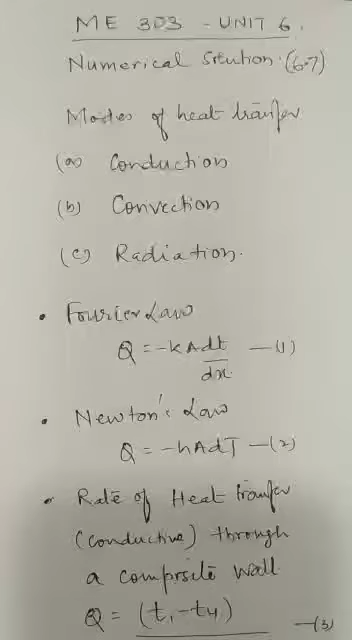 ME 303 - UNIT 6.
Numerical Solution. (6.7)
Modes of heat transfer
(a) Conduction
(b) Convection
(c) Radiation.
• Fourier Law
Q = -kAdt —(1)
dx
• Newton's Law
Q = -hAdT —(2)
• Rate of Heat transfer
(conductive) through
a composite wall
Q = (t₁-t₄) —(3)